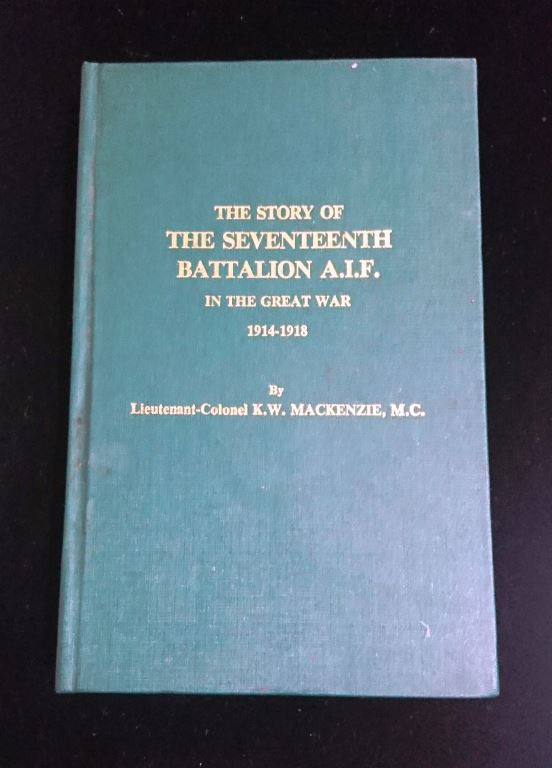 THE STORY OF
THE SEVENTEENTH
BATTALION A.I.F.
IN THE GREAT WAR
1914-1918
By
Lieutenant-Colonel K.W. MACKENZIE, M.C.